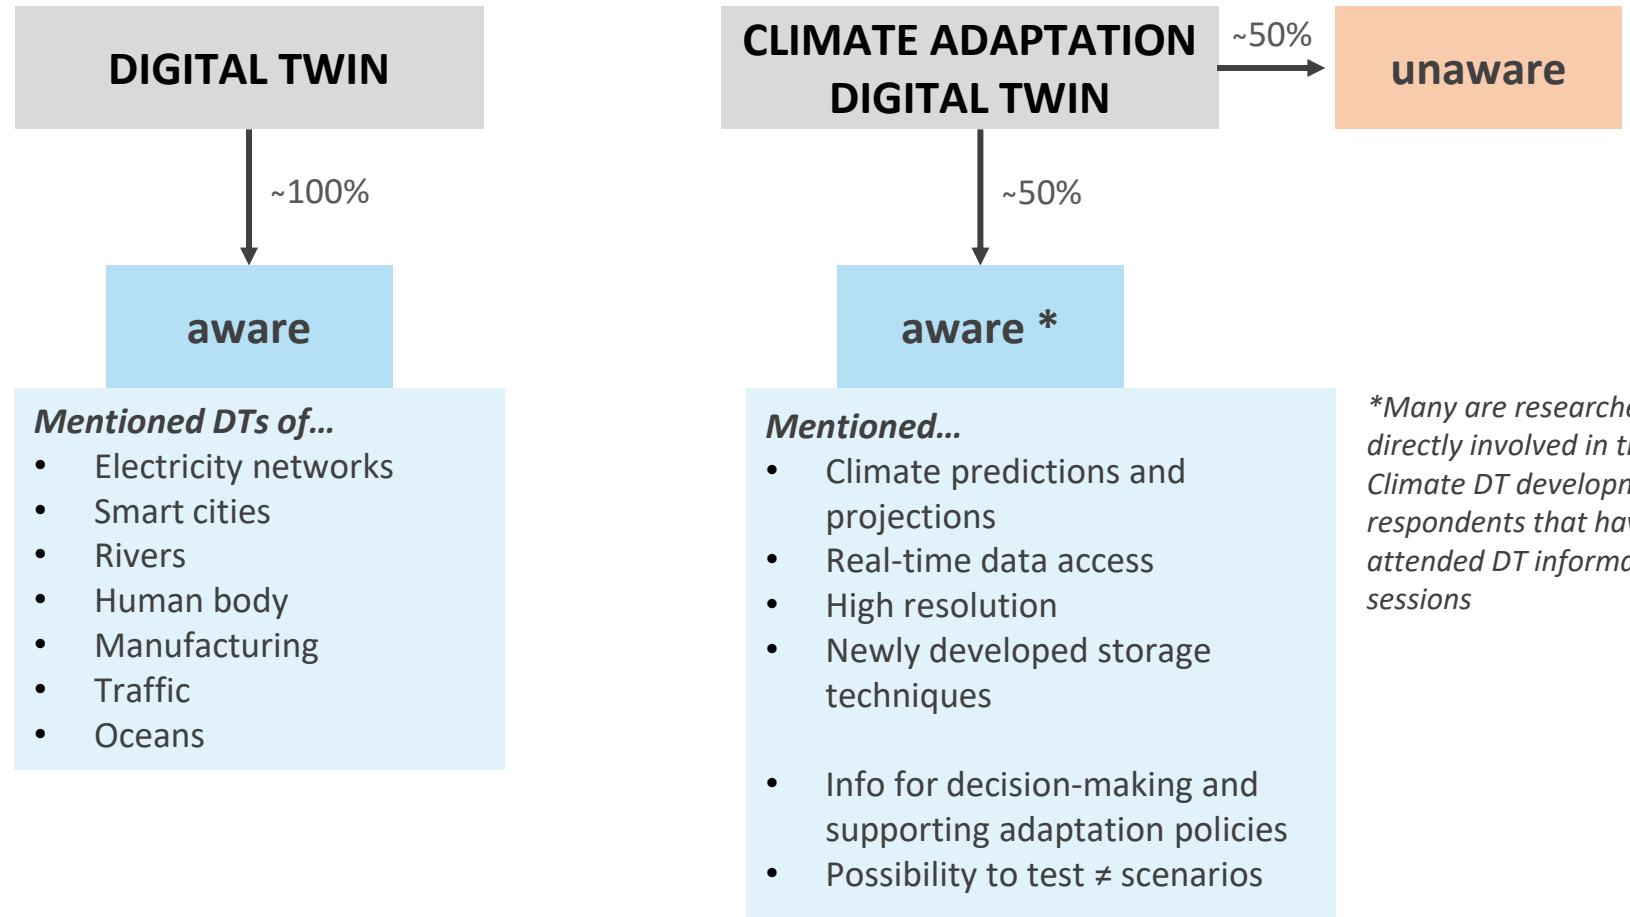 DIGITAL TWIN
~100%
aware
Mentioned DTs of...
• Electricity networks
• Smart cities
• Rivers
• Human body
• Manufacturing
• Traffic
• Oceans
CLIMATE ADAPTATION
DIGITAL TWIN
~50%
unaware
~50%
aware *
Mentioned...
• Climate predictions and
projections
• Real-time data access
• High resolution
• Newly developed storage
techniques
• Info for decision-making and
supporting adaptation policies
• Possibility to test ≠ scenarios
*Many are
directly involved in
Climate DT
respondents that
attended DT
sessions